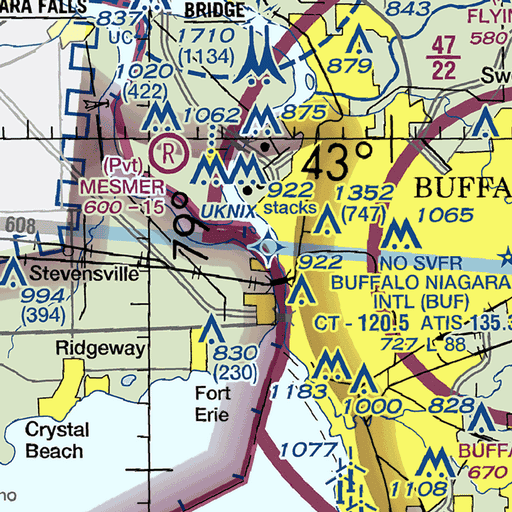 ARA FALLS
BRIDGE
843
837
UC
1710
(1134)
879
FLYIN
580
47
22
Sw
1020
(422)
1062
875
R
43°
(Pvt)
MESMER
600 - 15
79°
UKNIX
922
stacks
1352
(747)
BUFFA
1065
608
922
NO SVFR
BUFFALO NIAGARA
INTL (BUF)
CT - 120.5 ATIS 135.3
727 L 88
Stevensville
994
(394)
Ridgeway
830
(230)
Fort
Erie
1183
1000
828
Crystal
Beach
1077
BUFFA
670
1108
no